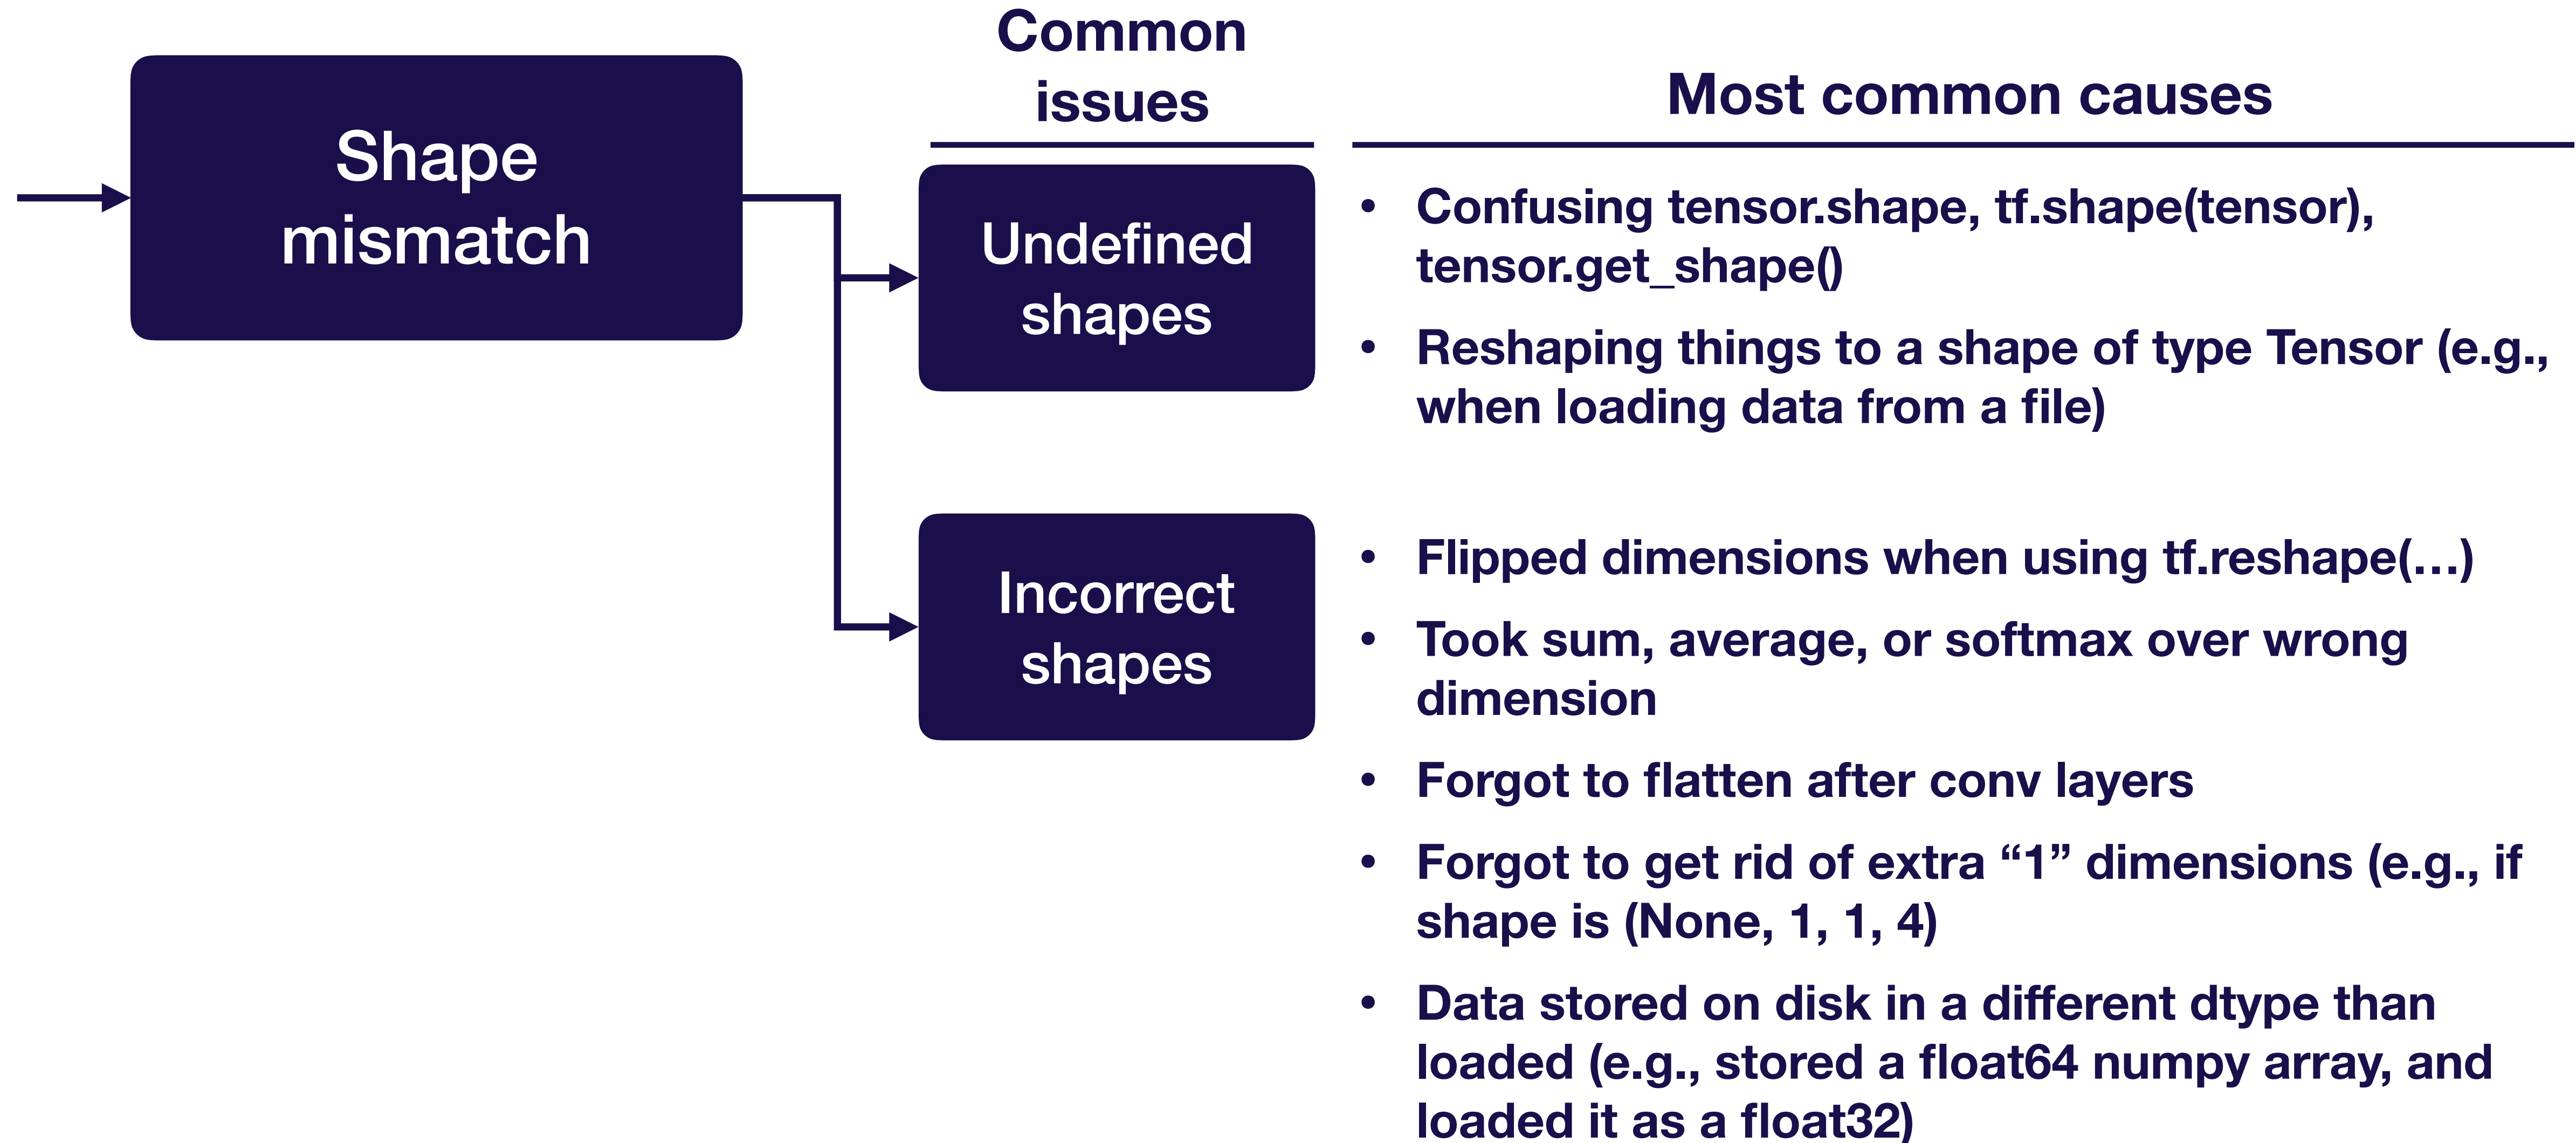 Common
issues
Most common causes
Shape
mismatch
Undefined
shapes
• Confusing tensor.shape, tf.shape(tensor),
tensor.get_shape()
• Reshaping things to a shape of type Tensor (e.g.,
when loading data from a file)
Incorrect
shapes
• Flipped dimensions when using tf.reshape(…)
• Took sum, average, or softmax over wrong
dimension
• Forgot to flatten after conv layers
• Forgot to get rid of extra “1” dimensions (e.g., if
shape is (None, 1, 1, 4)
• Data stored on disk in a different dtype than
loaded (e.g., stored a float64 numpy array, and
loaded it as a float32)